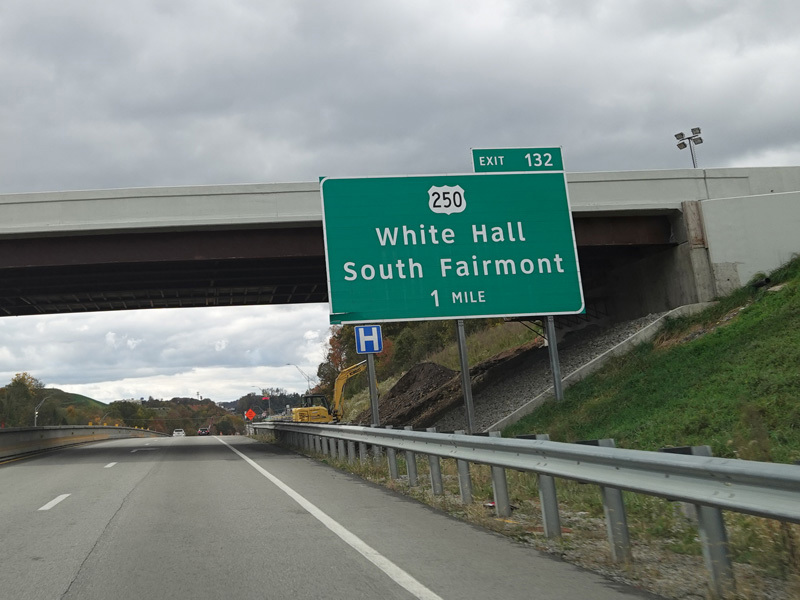 EXIT 132
250
White Hall
South Fairmont
1 MILE
H